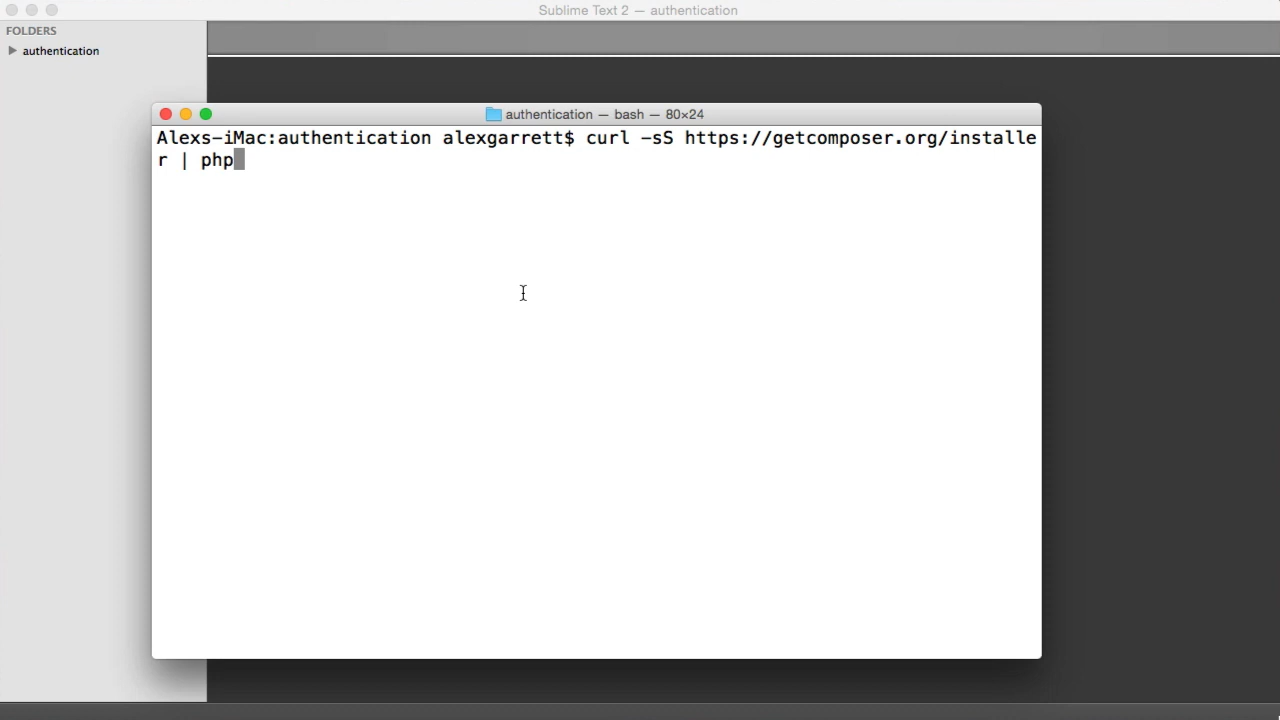 Sublime Text 2 — authentication
FOLDERS
authentication
authentication — bash — 80×24
Alexs-iMac:authentication alexgarrett$ curl -sS https://getcomposer.org/installe
r | php